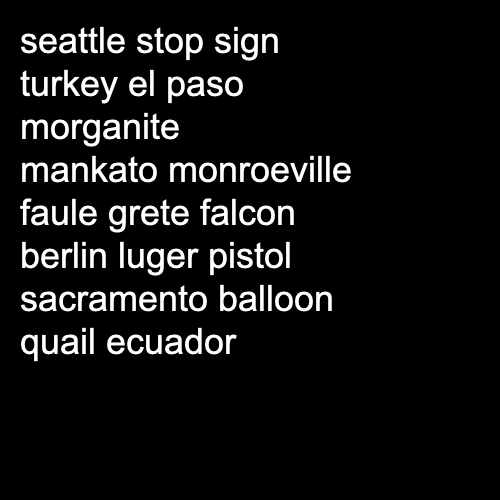 seattle stop sign
turkey el paso
morganite
mankato monroeville
faule grete falcon
berlin luger pistol
sacramento balloon
quail ecuador